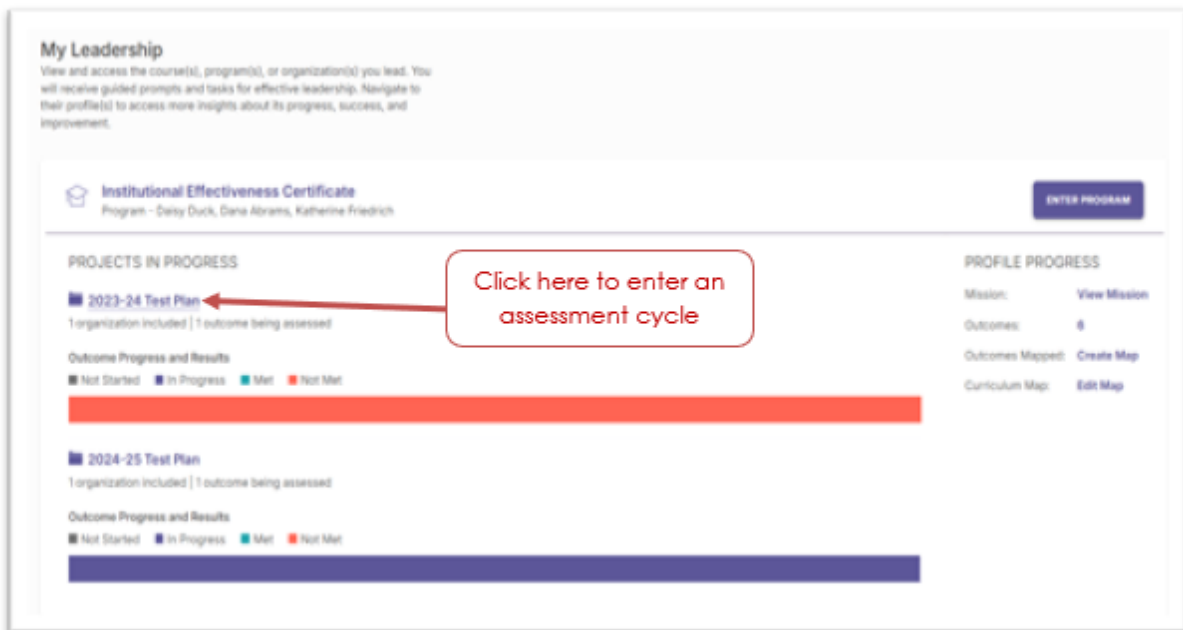 My Leadership
View and access the course(s), program(s), or organization(s) you lead. You
will receive guided prompts and tasks for effective leadership. Navigate to
their profile(s) to access more insights about its progress, success, and
improvement.
Institutional Effectiveness Certificate
Program - Daisy Duck, Dana Abrams, Katherine Friedrich
ENTER PROGRAM
PROJECTS IN PROGRESS
2023-24 Test Plan
1 organization included | 1 outcome being assessed
Outcome Progress and Results
Not Started In Progress Met Not Met
Click here to enter an
assessment cycle
2024-25 Test Plan
1 organization included | 1 outcome being assessed
Outcome Progress and Results
Not Started In Progress Met Not Met
PROFILE PROGRESS
Mission: View Mission
Outcomes: 6
Outcomes Mapped: Create Map
Curriculum Map: Edit Map